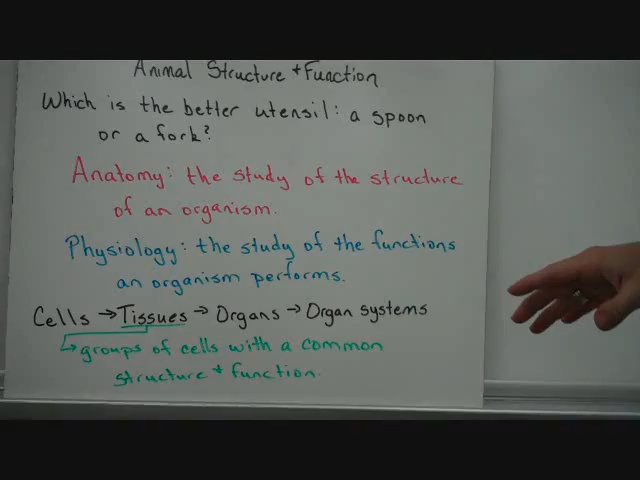 Animal Structure + Function
Which is the better utensil: a spoon
or a fork?
Anatomy: the study of the structure
of an organism.
Physiology: the study of the functions
an organism performs.
Cells → Tissues → Organs → Organ systems
↳ groups of cells with a common
structure + function.